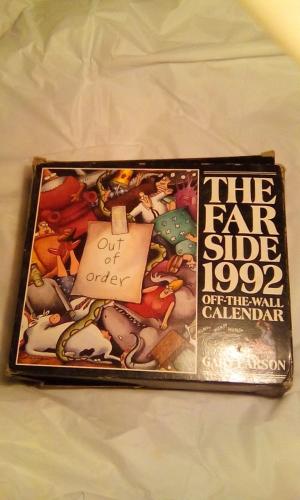 Out
of
order
THE
FAR
SIDE
1992
OFF-THE-WALL
CALENDAR
GARY LARSON